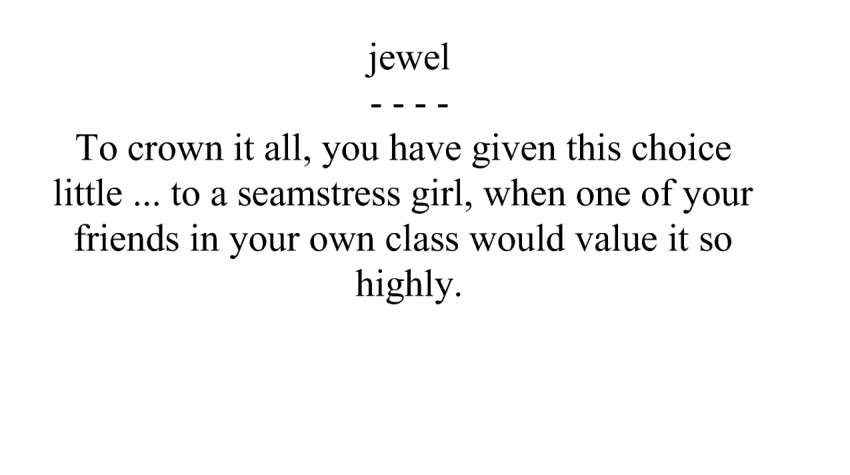 jewel
- - - -
To crown it all, you have given this choice
little ... to a seamstress girl, when one of your
friends in your own class would value it so
highly.